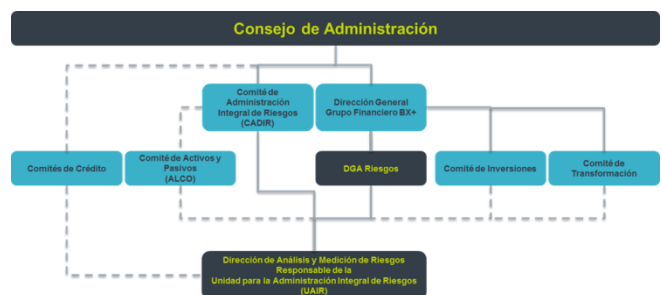 Consejo de Administración
Comité de
Administración
Integral de Riesgos
(CADIR)
Dirección General
Grupo Financiero BX+
Comités de Crédito
Comité de Activos y
Pasivos
(ALCO)
DGA Riesgos
Comité de Inversiones
Comité de
Transformación
Dirección de Análisis y Medición de Riesgos
Responsable de la
Unidad para la Administración Integral de Riesgos
(UAIR)